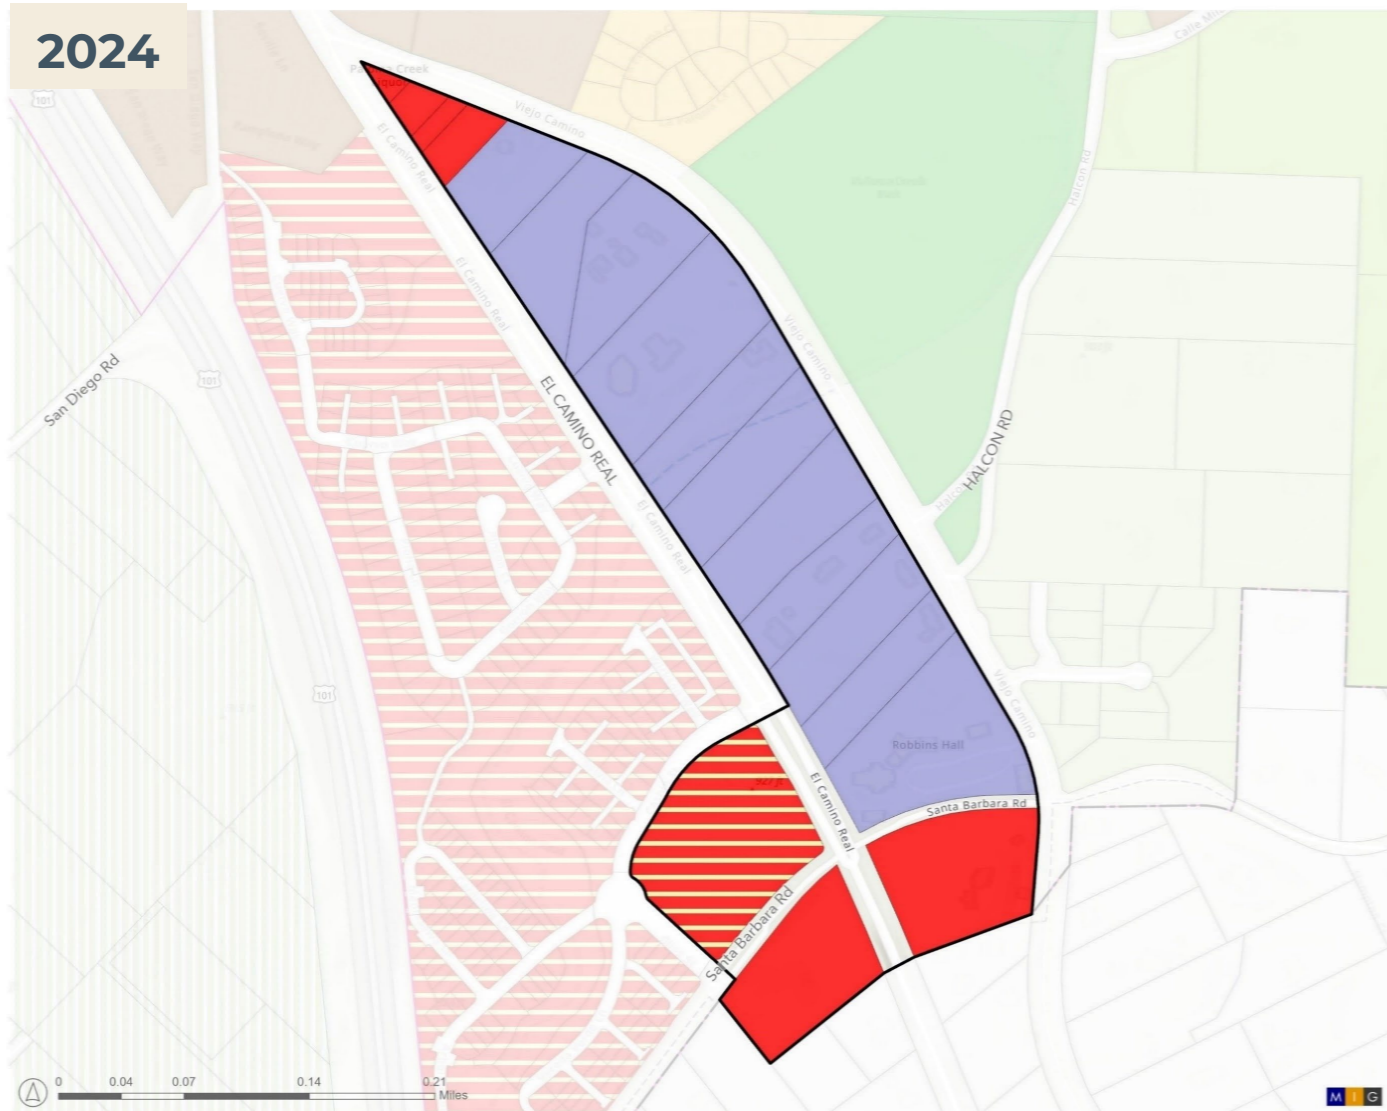 2024
101
Viejo Camino
El Camino Real
Halcon Rd
El Camino Real
Viejo Camino
San Diego Rd
101
EL CAMINO REAL
HALCON RD
El Camino Real
101
Viejo Camino
Robbins Hall
El Camino Real
Santa Barbara Rd
Santa Barbara Rd
0 0.04 0.07 0.14 0.21
Miles
M I G